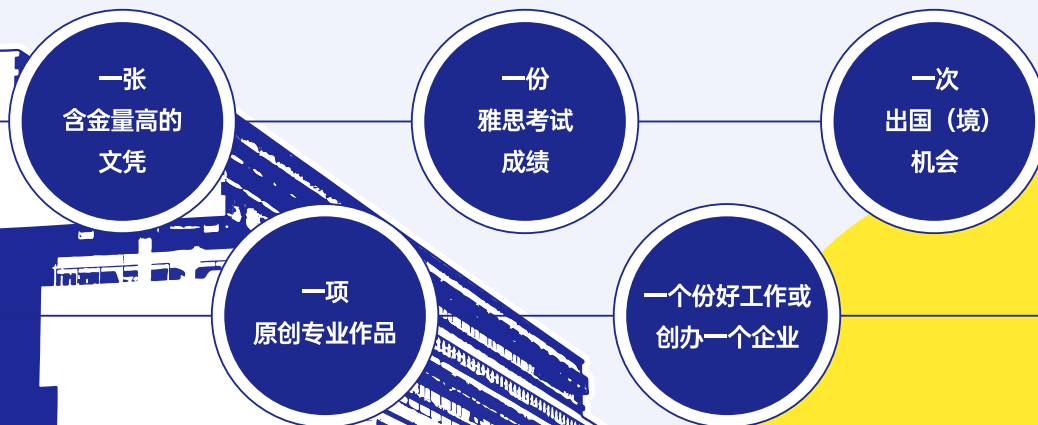 一张
含金量高的
文凭
一份
雅思考试
成绩
一次
出国（境）
机会
一项
原创专业作品
一个份好工作或
创办一个企业